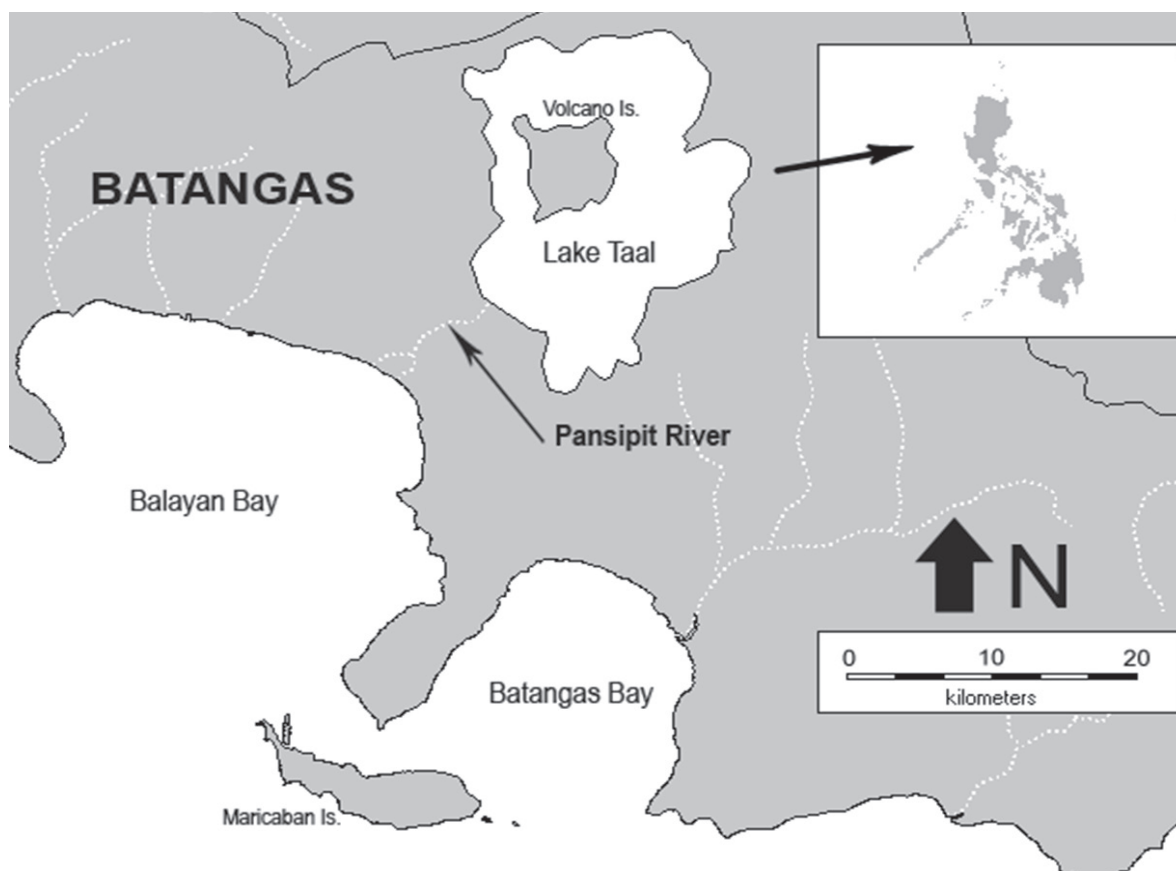 Volcano Is.
BATANGAS
Lake Taal
Pansipit River
Balayan Bay
N
0 10 20
kilometers
Batangas Bay
Maricaban Is.